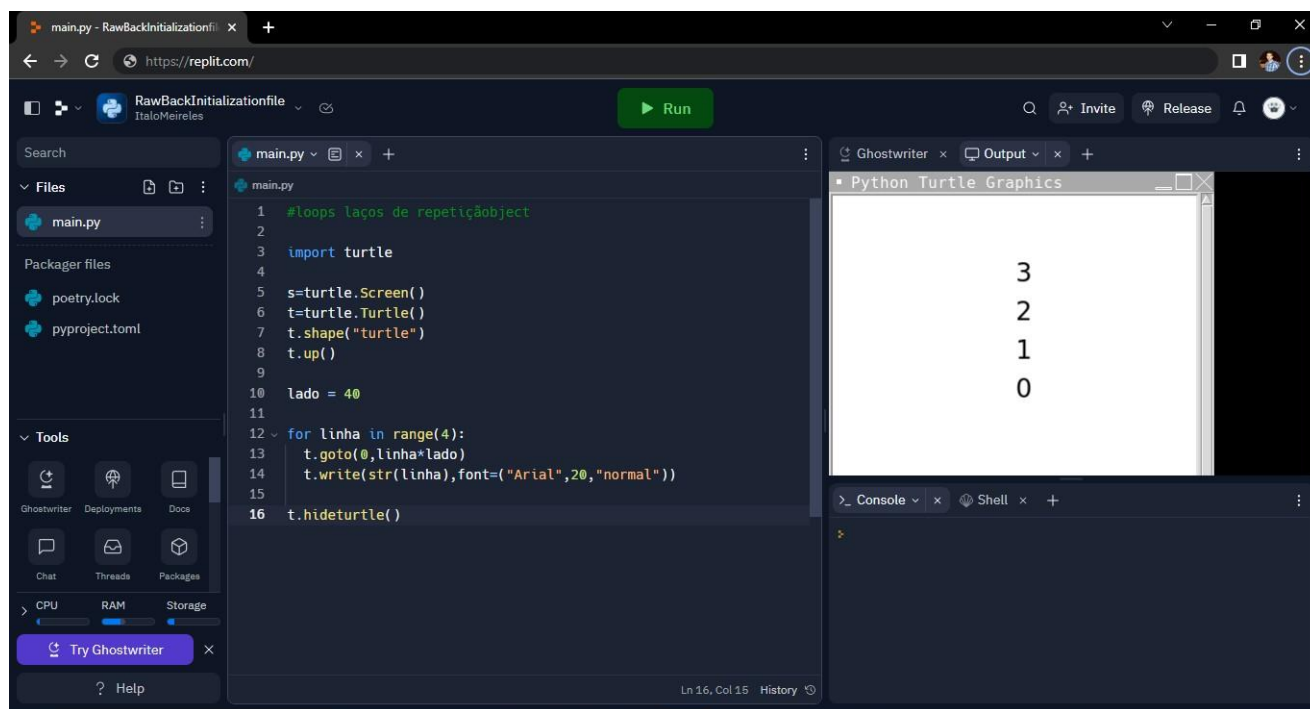 main.py - RawBackInitializationfil
https://replit.com/
RawBackInitializationfile
ItaloMeireles
Run
Invite
Release
Search
Files
main.py
Packager files
poetry.lock
pyproject.toml
Tools
Ghostwriter Deployments Docs
Chat Threads Packages
CPU RAM Storage
Try Ghostwriter
? Help
main.py
main.py
1 #loops laços de repetiçãobject
2
3 import turtle
4
5 s=turtle.Screen()
6 t=turtle.Turtle()
7 t.shape("turtle")
8 t.up()
9
10 lado = 40
11
12 for linha in range(4):
13 t.goto(0,linha*lado)
14 t.write(str(linha),font=("Arial",20,"normal"))
15
16 t.hideturtle()
Ln 16, Col 15 History
Ghostwriter Output
Python Turtle Graphics
3
2
1
0
>_ Console Shell